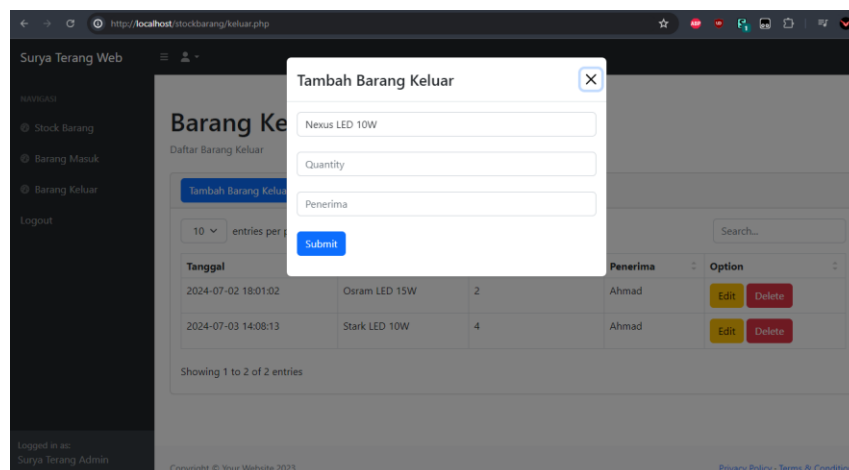 http://localhost/stockbarang/keluar.php
Surya Terang Web
Tambah Barang Keluar
NAVIGASI
Stock Barang
Barang Masuk
Barang Keluar
Logout
Barang Ke
Daftar Barang Keluar
Nexus LED 10W
Quantity
Penerima
Submit
Tambah Barang Kelua
10 entries per p
Search...
Tanggal Penerima Option
2024-07-02 18:01:02 Osram LED 15W 2 Ahmad Edit Delete
2024-07-03 14:08:13 Stark LED 10W 4 Ahmad Edit Delete
Showing 1 to 2 of 2 entries
Logged in as:
Surya Terang Admin
Copyright © Your Website 2023
Privacy Policy · Terms & Conditio